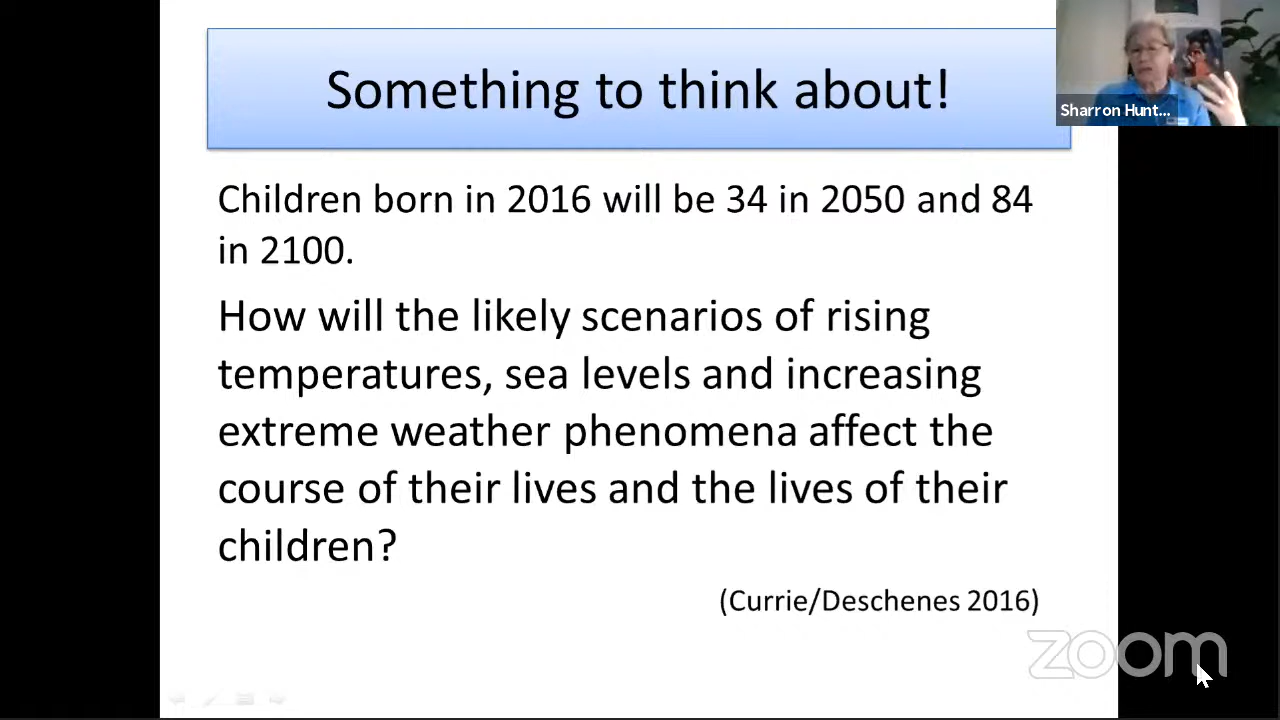 Something to think about!
Sharron Hunt...
Children born in 2016 will be 34 in 2050 and 84
in 2100.
How will the likely scenarios of rising
temperatures, sea levels and increasing
extreme weather phenomena affect the
course of their lives and the lives of their
children?
(Currie/Deschenes 2016)
zoom